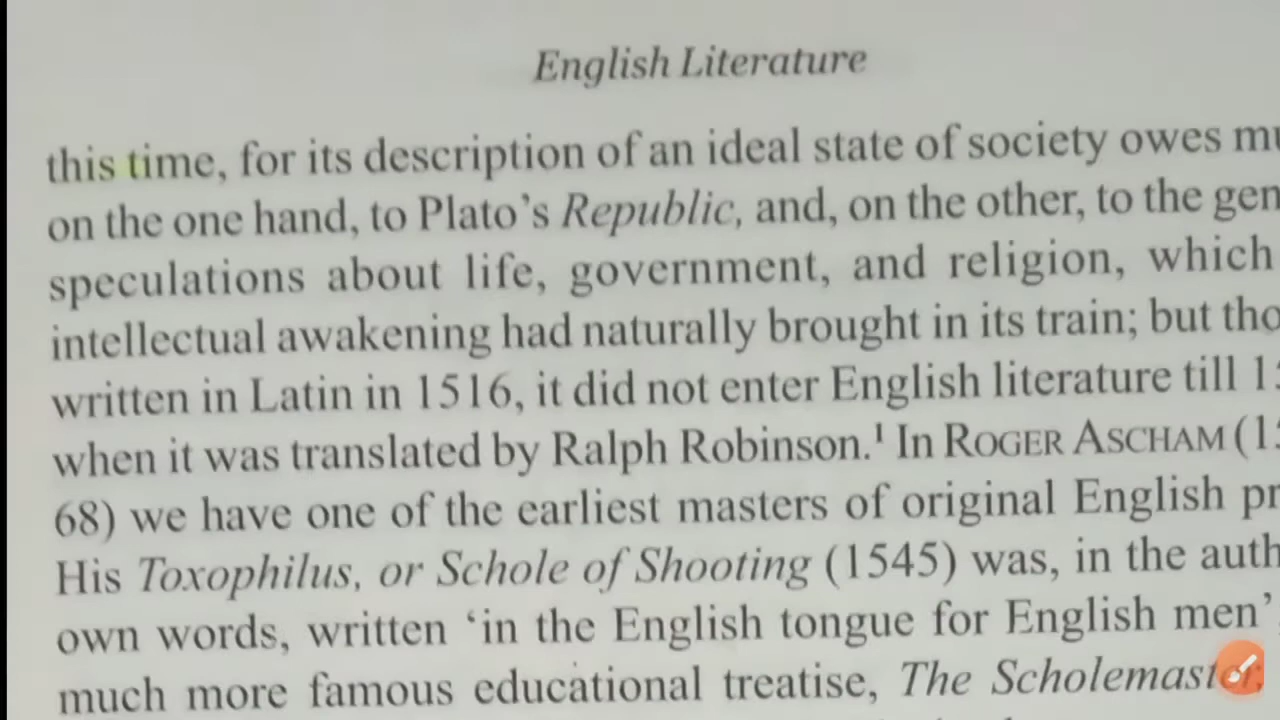 English Literature
this time, for its description of an ideal state of society owes
on the one hand, to Plato's Republic, and, on the other, to the
speculations about life, government, and religion, which
intellectual awakening had naturally brought in its train; but
written in Latin in 1516, it did not enter English literature till
when it was translated by Ralph Robinson.¹ In ROGER ASCHAM
68) we have one of the earliest masters of original English
His Toxophilus, or Schole of Shooting (1545) was, in the
own words, written ‘in the English tongue for English men’
much more famous educational treatise, The